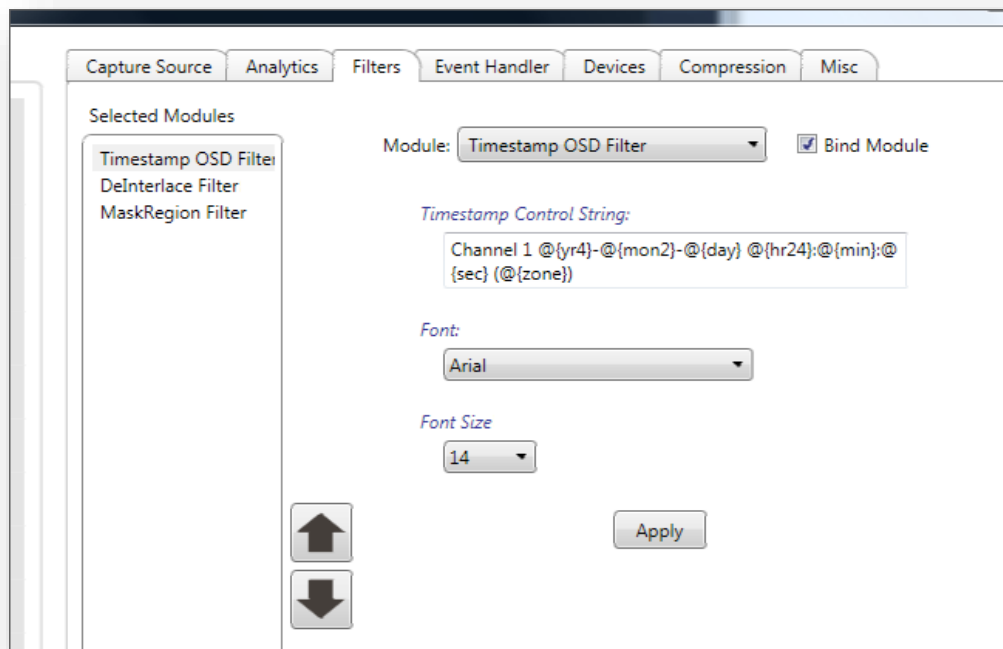 Capture Source Analytics Filters Event Handler Devices Compression Misc
Selected Modules
Timestamp OSD Filter
DeInterlace Filter
MaskRegion Filter
Module: Timestamp OSD Filter Bind Module
Timestamp Control String:
Channel 1 @{yr4}-@{mon2}-@{day} @{hr24}:@{min}:@
{sec} (@{zone})
Font:
Arial
Font Size
14
Apply